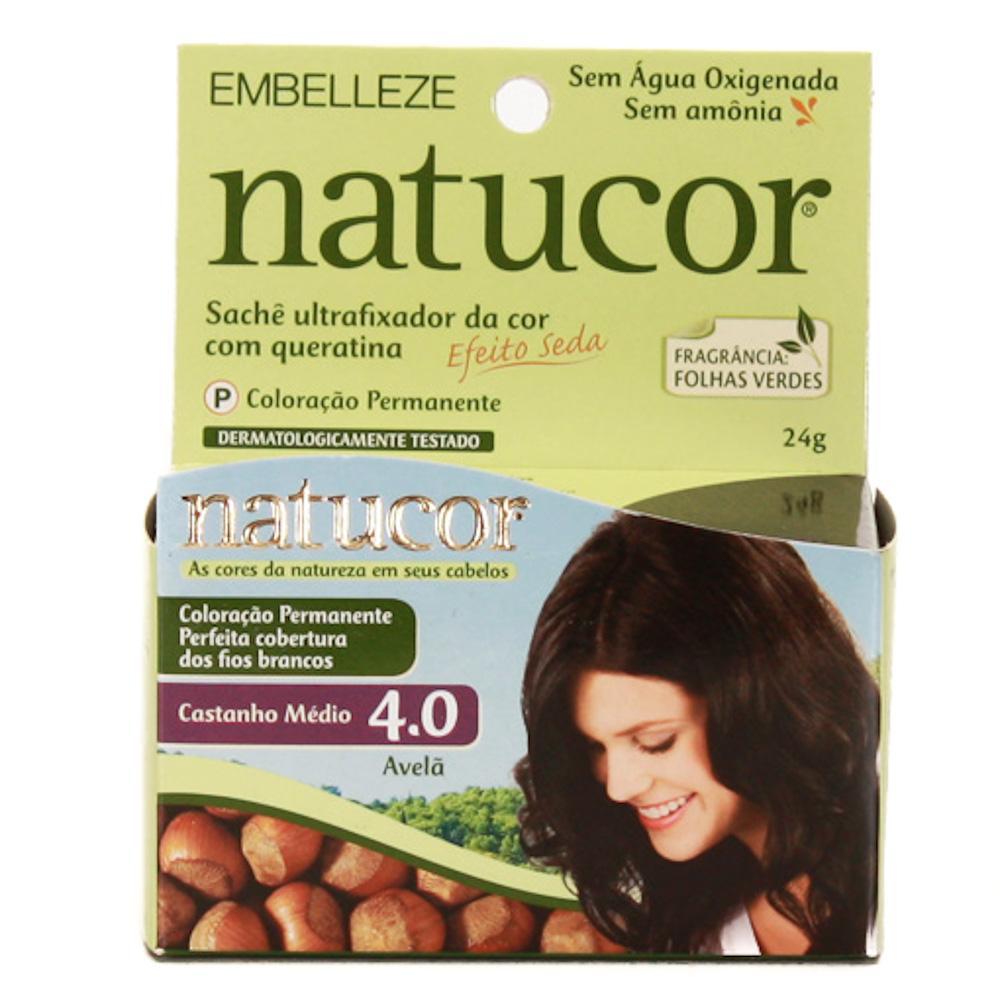 EMBELLEZE
Sem Água Oxigenada
Sem amônia
natucor®
Sachê ultrafixador da cor
com queratina
Efeito Seda
FRAGRÂNCIA:
FOLHAS VERDES
P Coloração Permanente
DERMATOLOGICAMENTE TESTADO
24g
natucor
As cores da natureza em seus cabelos
Coloração Permanente
Perfeita cobertura
dos fios brancos
Castanho Médio 4.0
Avelã